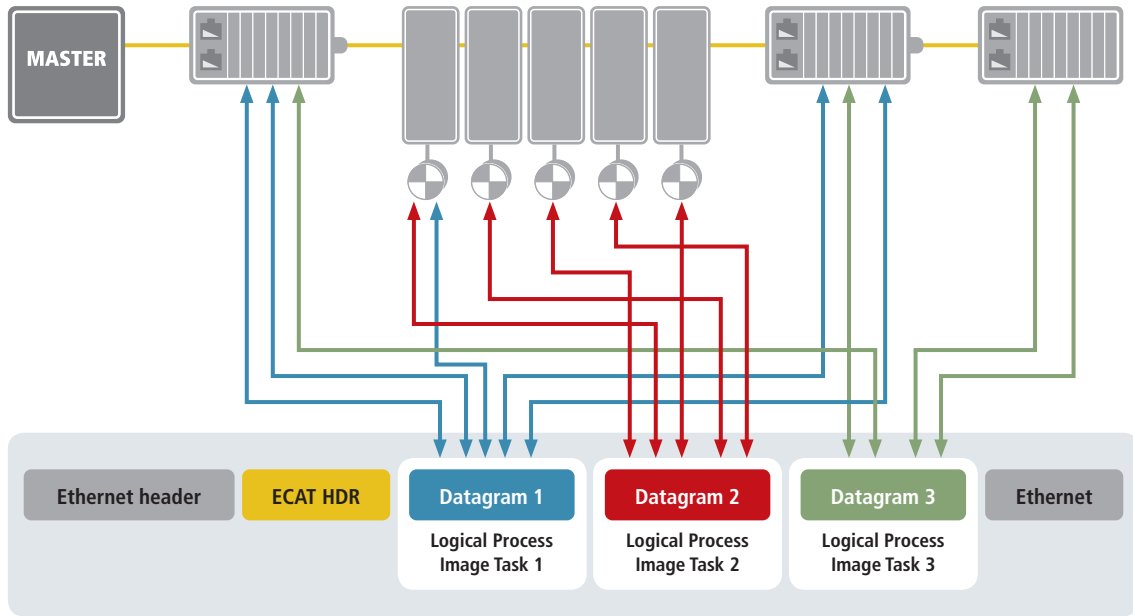 MASTER
Ethernet header
ECAT HDR
Datagram 1
Datagram 2
Datagram 3
Ethernet
Logical Process
Image Task 1
Logical Process
Image Task 2
Logical Process
Image Task 3